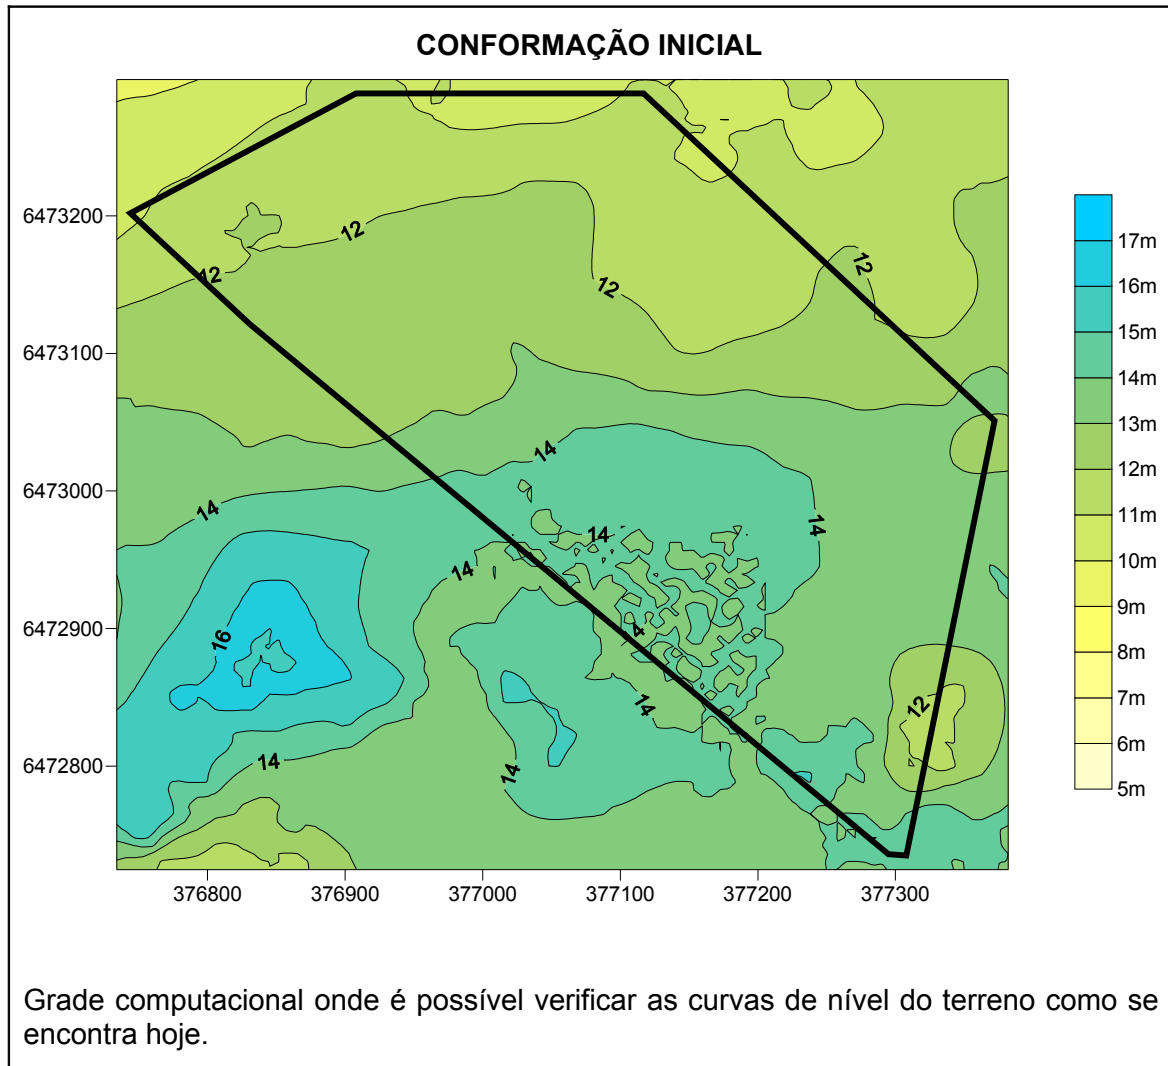 CONFORMAÇÃO INICIAL
6473200
6473100
6473000
6472900
6472800
376800
376900
377000
377100
377200
377300
12
12
12
12
14
14
14
14
14
16
4
14
14
14
12
17m
16m
15m
14m
13m
12m
11m
10m
9m
8m
7m
6m
5m
Grade computacional onde é possível verificar as curvas de nível do terreno como se
encontra hoje.